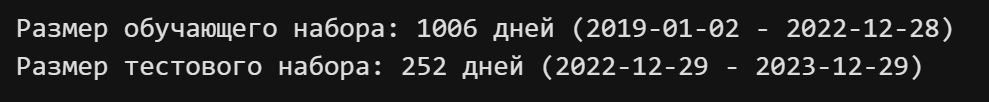 Размер обучающего набора: 1006 дней (2019-01-02 - 2022-12-28)
Размер тестового набора: 252 дней (2022-12-29 - 2023-12-29)